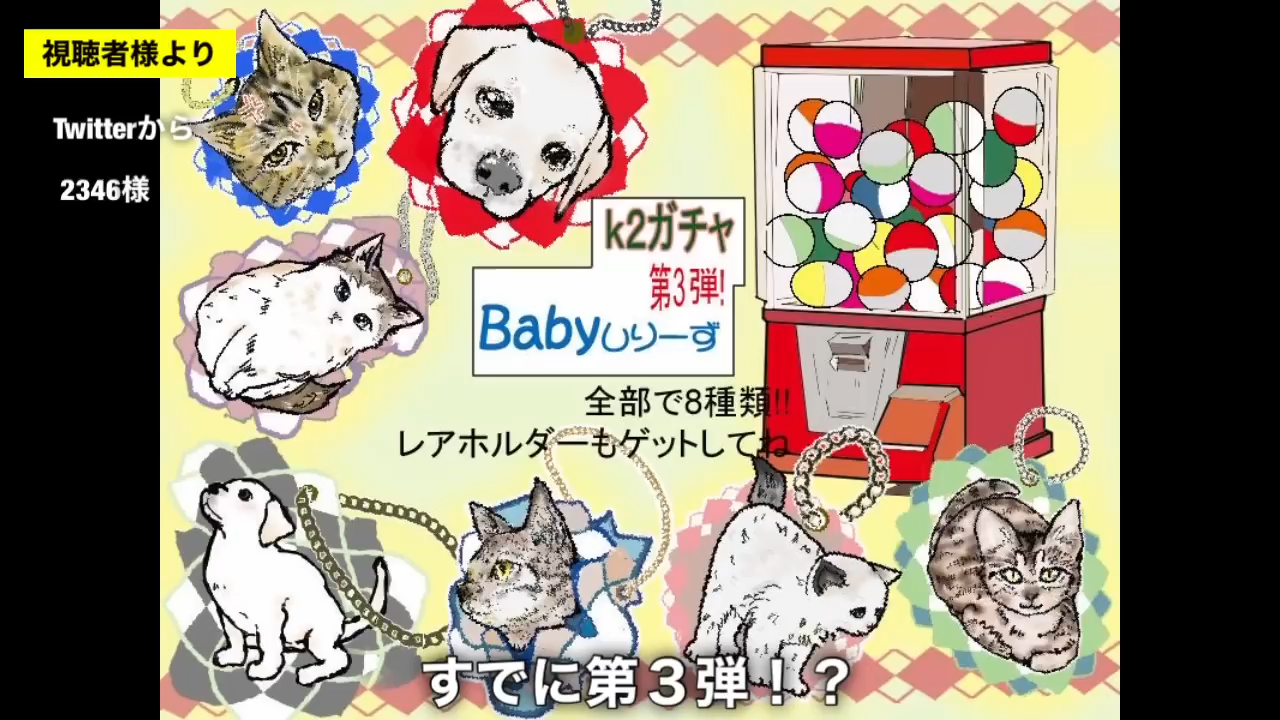 視聴者様より
Twitterから
2346様
k2ガチャ
第3弾!
Babyしりーず
全部で8種類!!
レアホルダーもゲットしてね
すでに第３弾！？